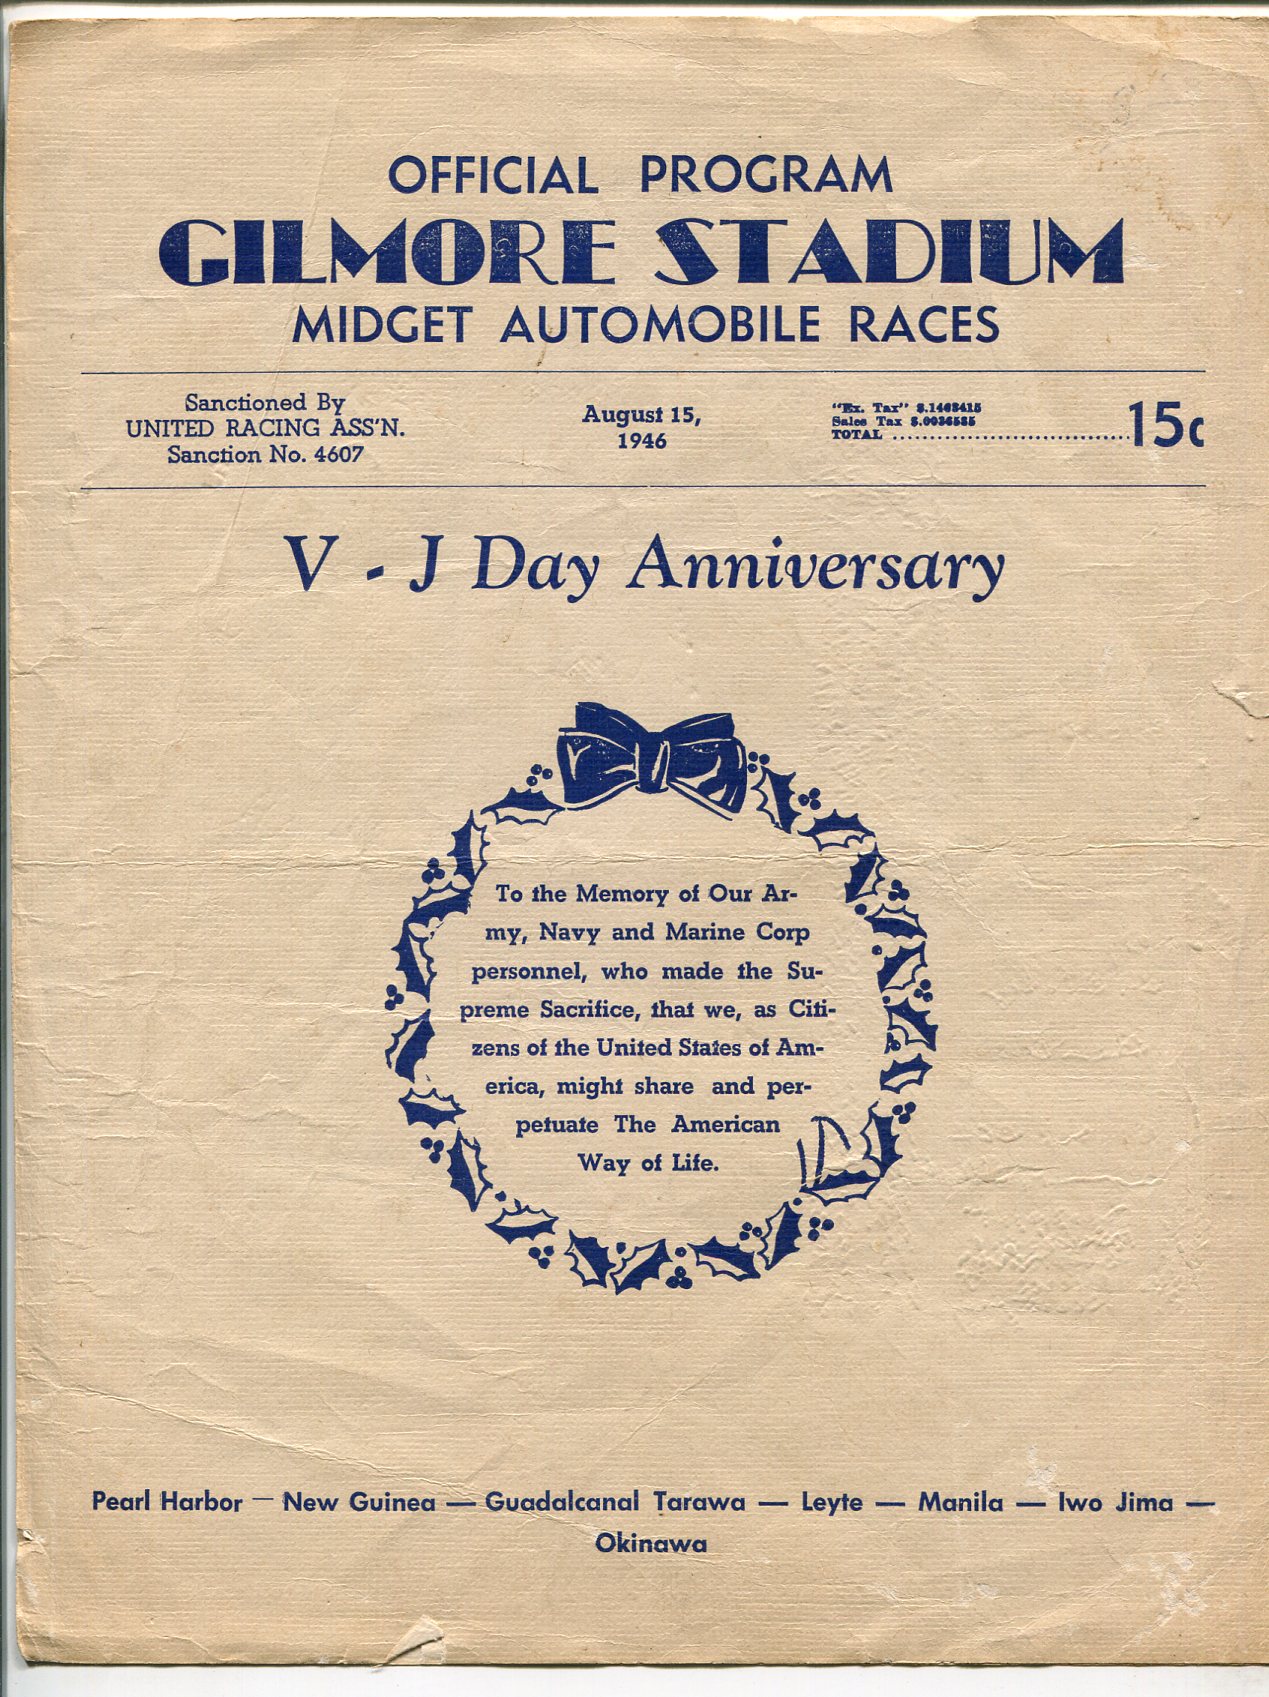 OFFICIAL PROGRAM
GILMORE STADIUM
MIDGET AUTOMOBILE RACES
Sanctioned By
UNITED RACING ASS'N.
Sanction No. 4607
August 15,
1946
"Ex. Tax" $.1463415
Sales Tax $.0036585
TOTAL ................................ 15c
V - J Day Anniversary
To the Memory of Our Ar-
my, Navy and Marine Corp
personnel, who made the Su-
preme Sacrifice, that we, as Citi-
zens of the United States of Am-
erica, might share and per-
petuate The American
Way of Life.
Pearl Harbor — New Guinea — Guadalcanal Tarawa — Leyte — Manila — Iwo Jima —
Okinawa